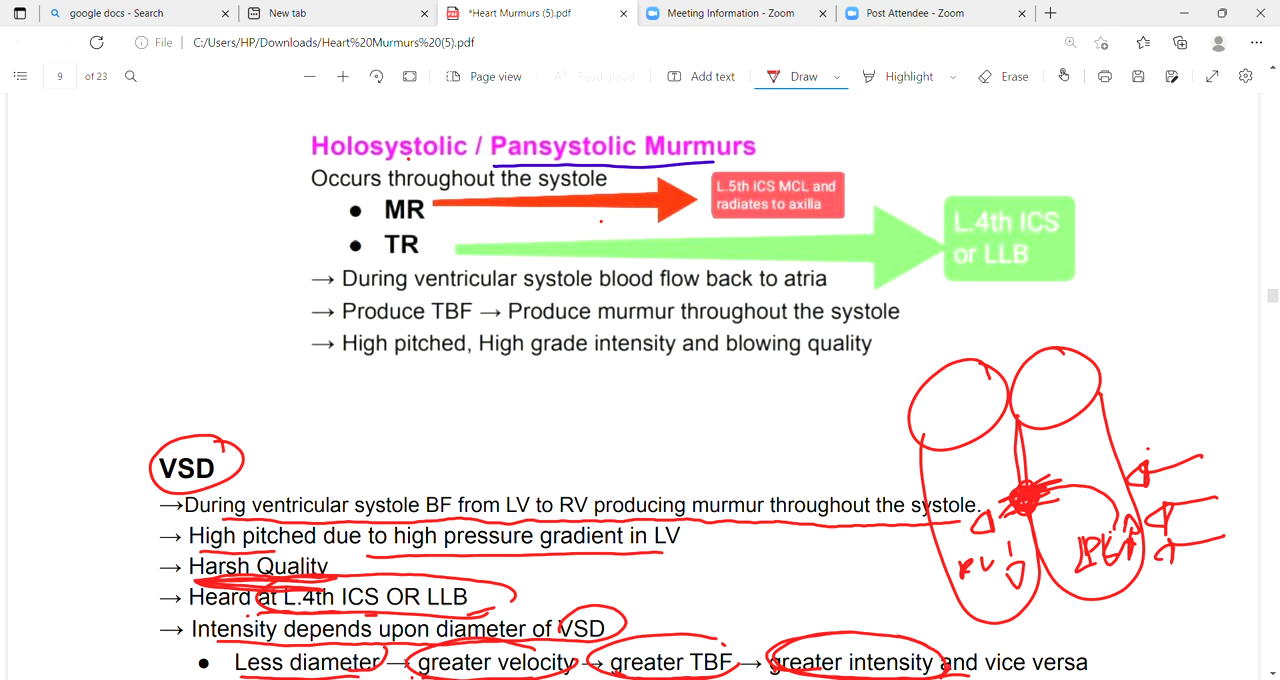 google docs - Search
New tab
*Heart Murmurs (5).pdf
Meeting Information - Zoom
Post Attendee - Zoom
File
C:/Users/HP/Downloads/Heart%20Murmurs%20(5).pdf
9 of 23
Page view
Read aloud
Add text
Draw
Highlight
Erase
Holosystolic / Pansystolic Murmurs
Occurs throughout the systole
● MR
L.5th ICS MCL and
radiates to axilla
● TR
L.4th ICS
or LLB
→ During ventricular systole blood flow back to atria
→ Produce TBF → Produce murmur throughout the systole
→ High pitched, High grade intensity and blowing quality
VSD
→During ventricular systole BF from LV to RV producing murmur throughout the systole.
→ High pitched due to high pressure gradient in LV
→ Harsh Quality
→ Heard at L.4th ICS OR LLB
→ Intensity depends upon diameter of VSD
● Less diameter → greater velocity → greater TBF → greater intensity and vice versa
RV